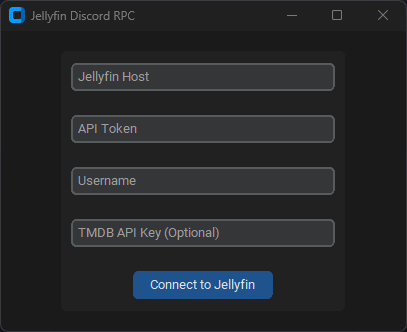 Jellyfin Discord RPC
Jellyfin Host
API Token
Username
TMDB API Key (Optional)
Connect to Jellyfin